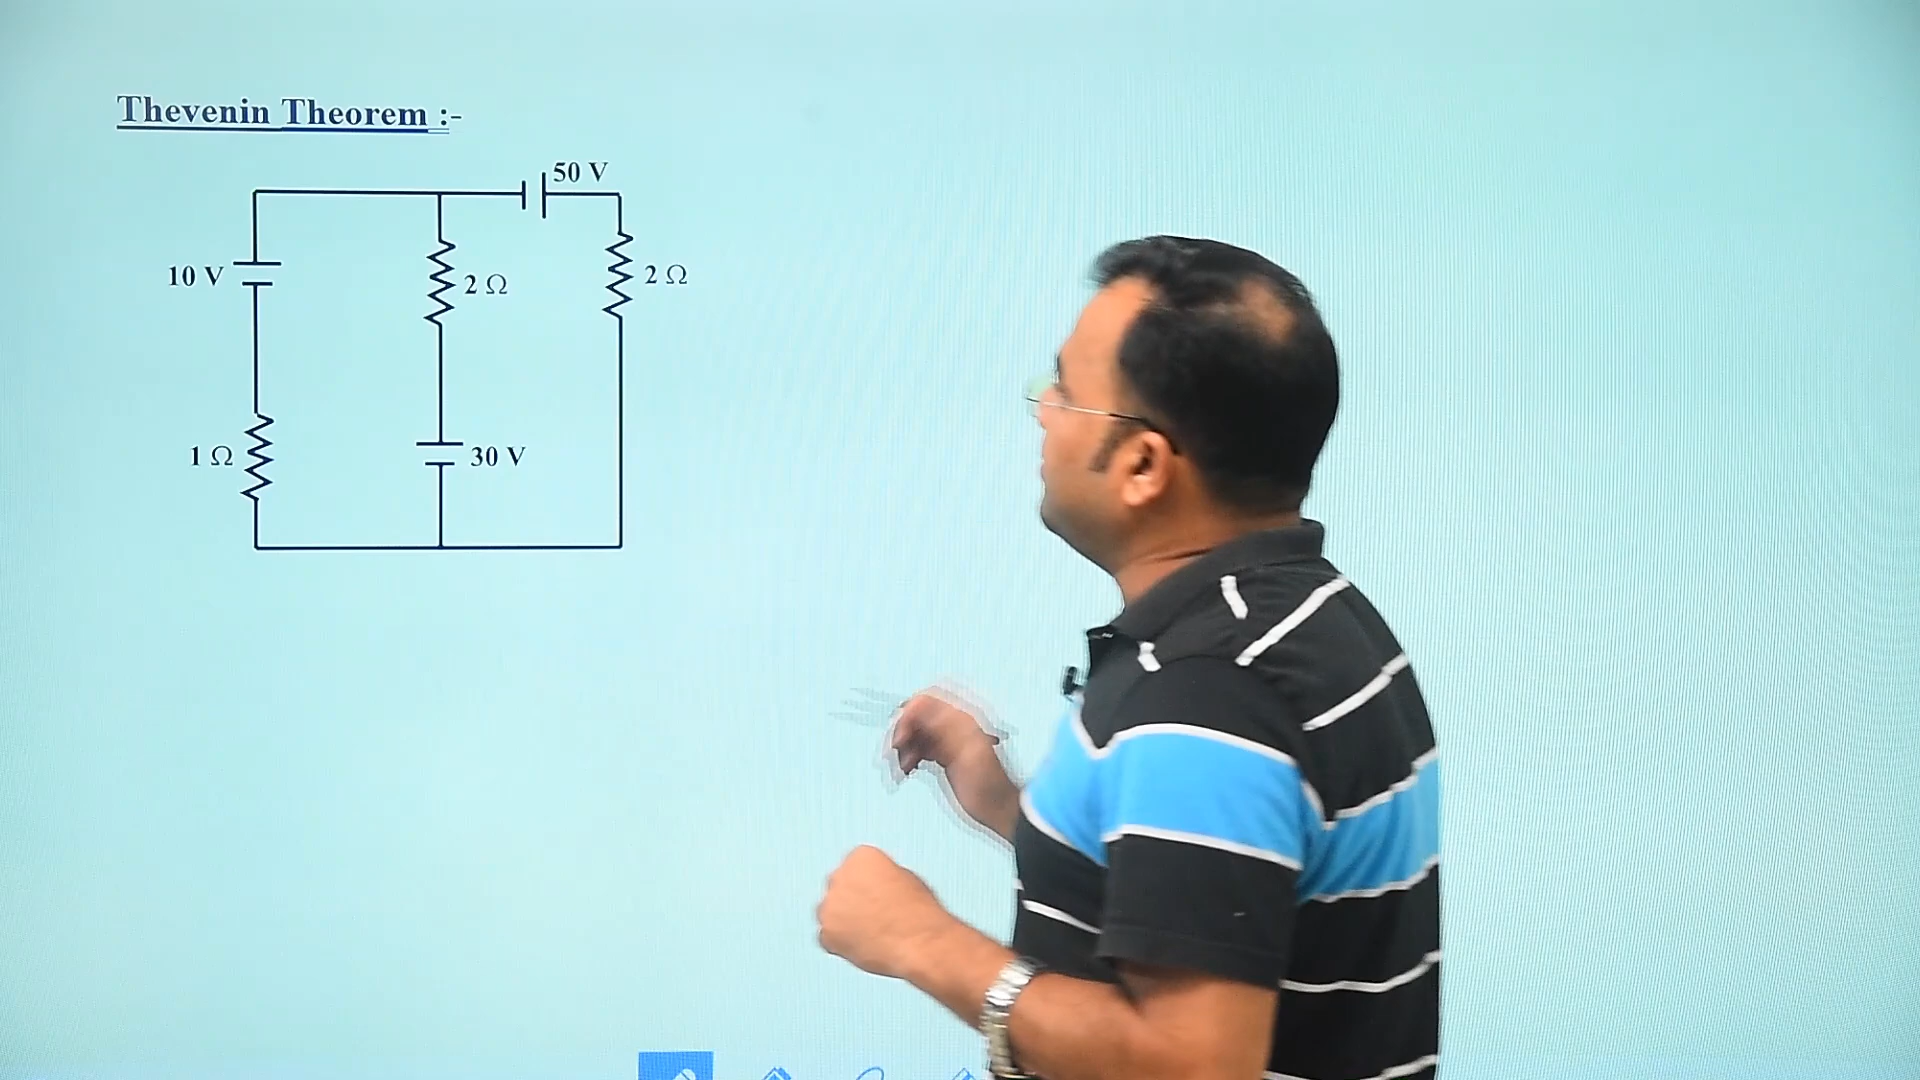 Thevenin Theorem :-
50 V
10 V
2 Ω
2 Ω
1 Ω
30 V